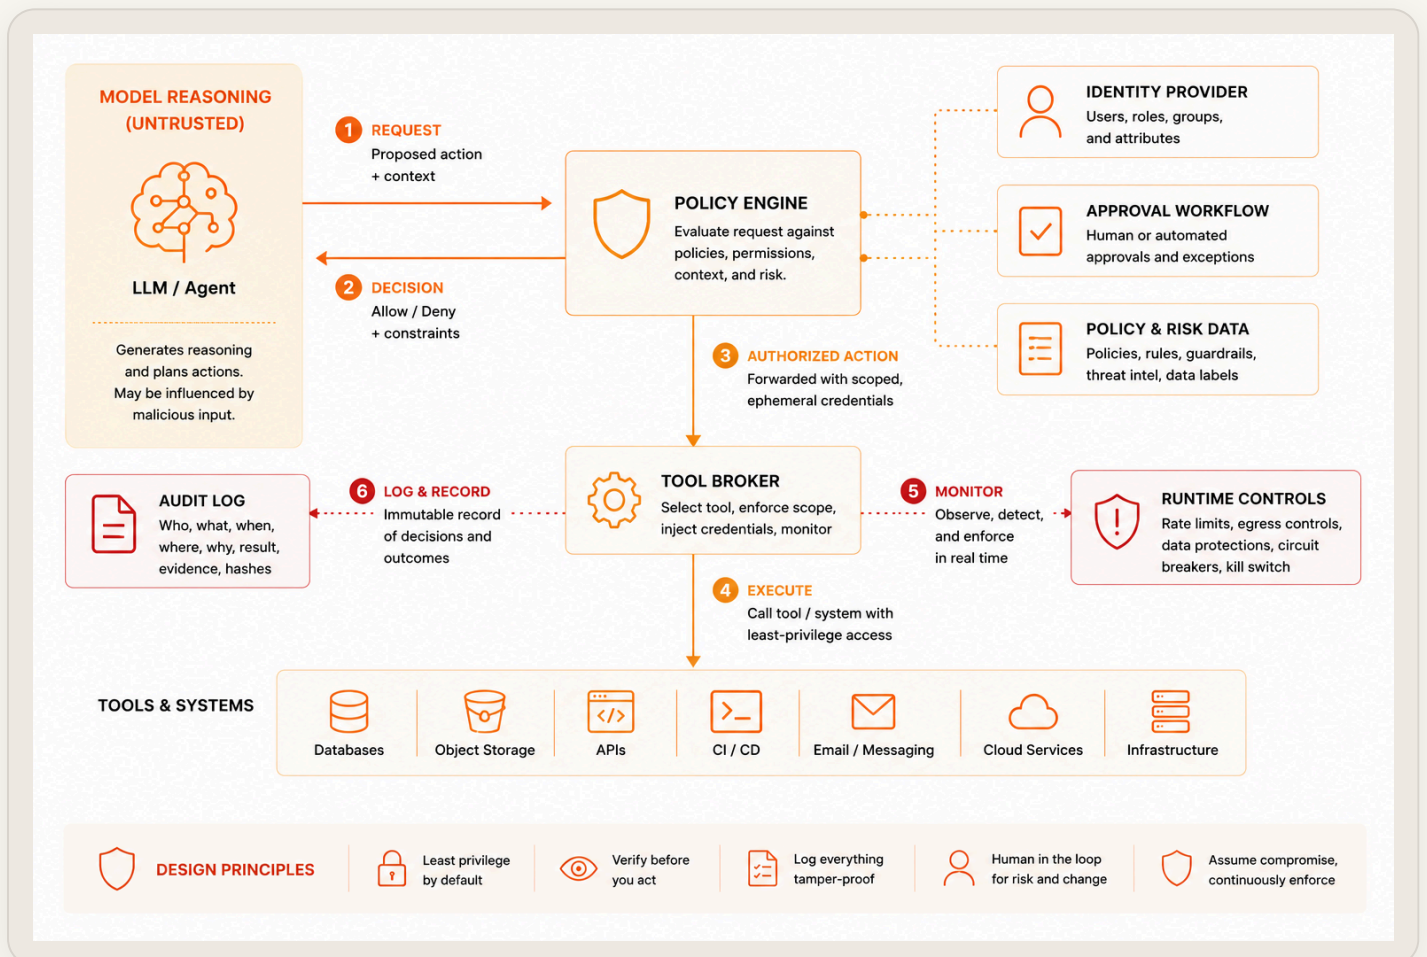 MODEL REASONING
(UNTRUSTED)
LLM / Agent
Generates reasoning
and plans actions.
May be influenced by
malicious input.
1 REQUEST
Proposed action
+ context
2 DECISION
Allow / Deny
+ constraints
POLICY ENGINE
Evaluate request against
policies, permissions,
context, and risk.
IDENTITY PROVIDER
Users, roles, groups,
and attributes
APPROVAL WORKFLOW
Human or automated
approvals and exceptions
POLICY & RISK DATA
Policies, rules, guardrails,
threat intel, data labels
3 AUTHORIZED ACTION
Forwarded with scoped,
ephemeral credentials
AUDIT LOG
Who, what, when,
where, why, result,
evidence, hashes
6 LOG & RECORD
Immutable record
of decisions and
outcomes
TOOL BROKER
Select tool, enforce scope,
inject credentials, monitor
5 MONITOR
Observe, detect,
and enforce
in real time
RUNTIME CONTROLS
Rate limits, egress controls,
data protections, circuit
breakers, kill switch
4 EXECUTE
Call tool / system with
least-privilege access
TOOLS & SYSTEMS
Databases
Object Storage
APIs
CI / CD
Email / Messaging
Cloud Services
Infrastructure
DESIGN PRINCIPLES
Least privilege
by default
Verify before
you act
Log everything
tamper-proof
Human in the loop
for risk and change
Assume compromise,
continuously enforce